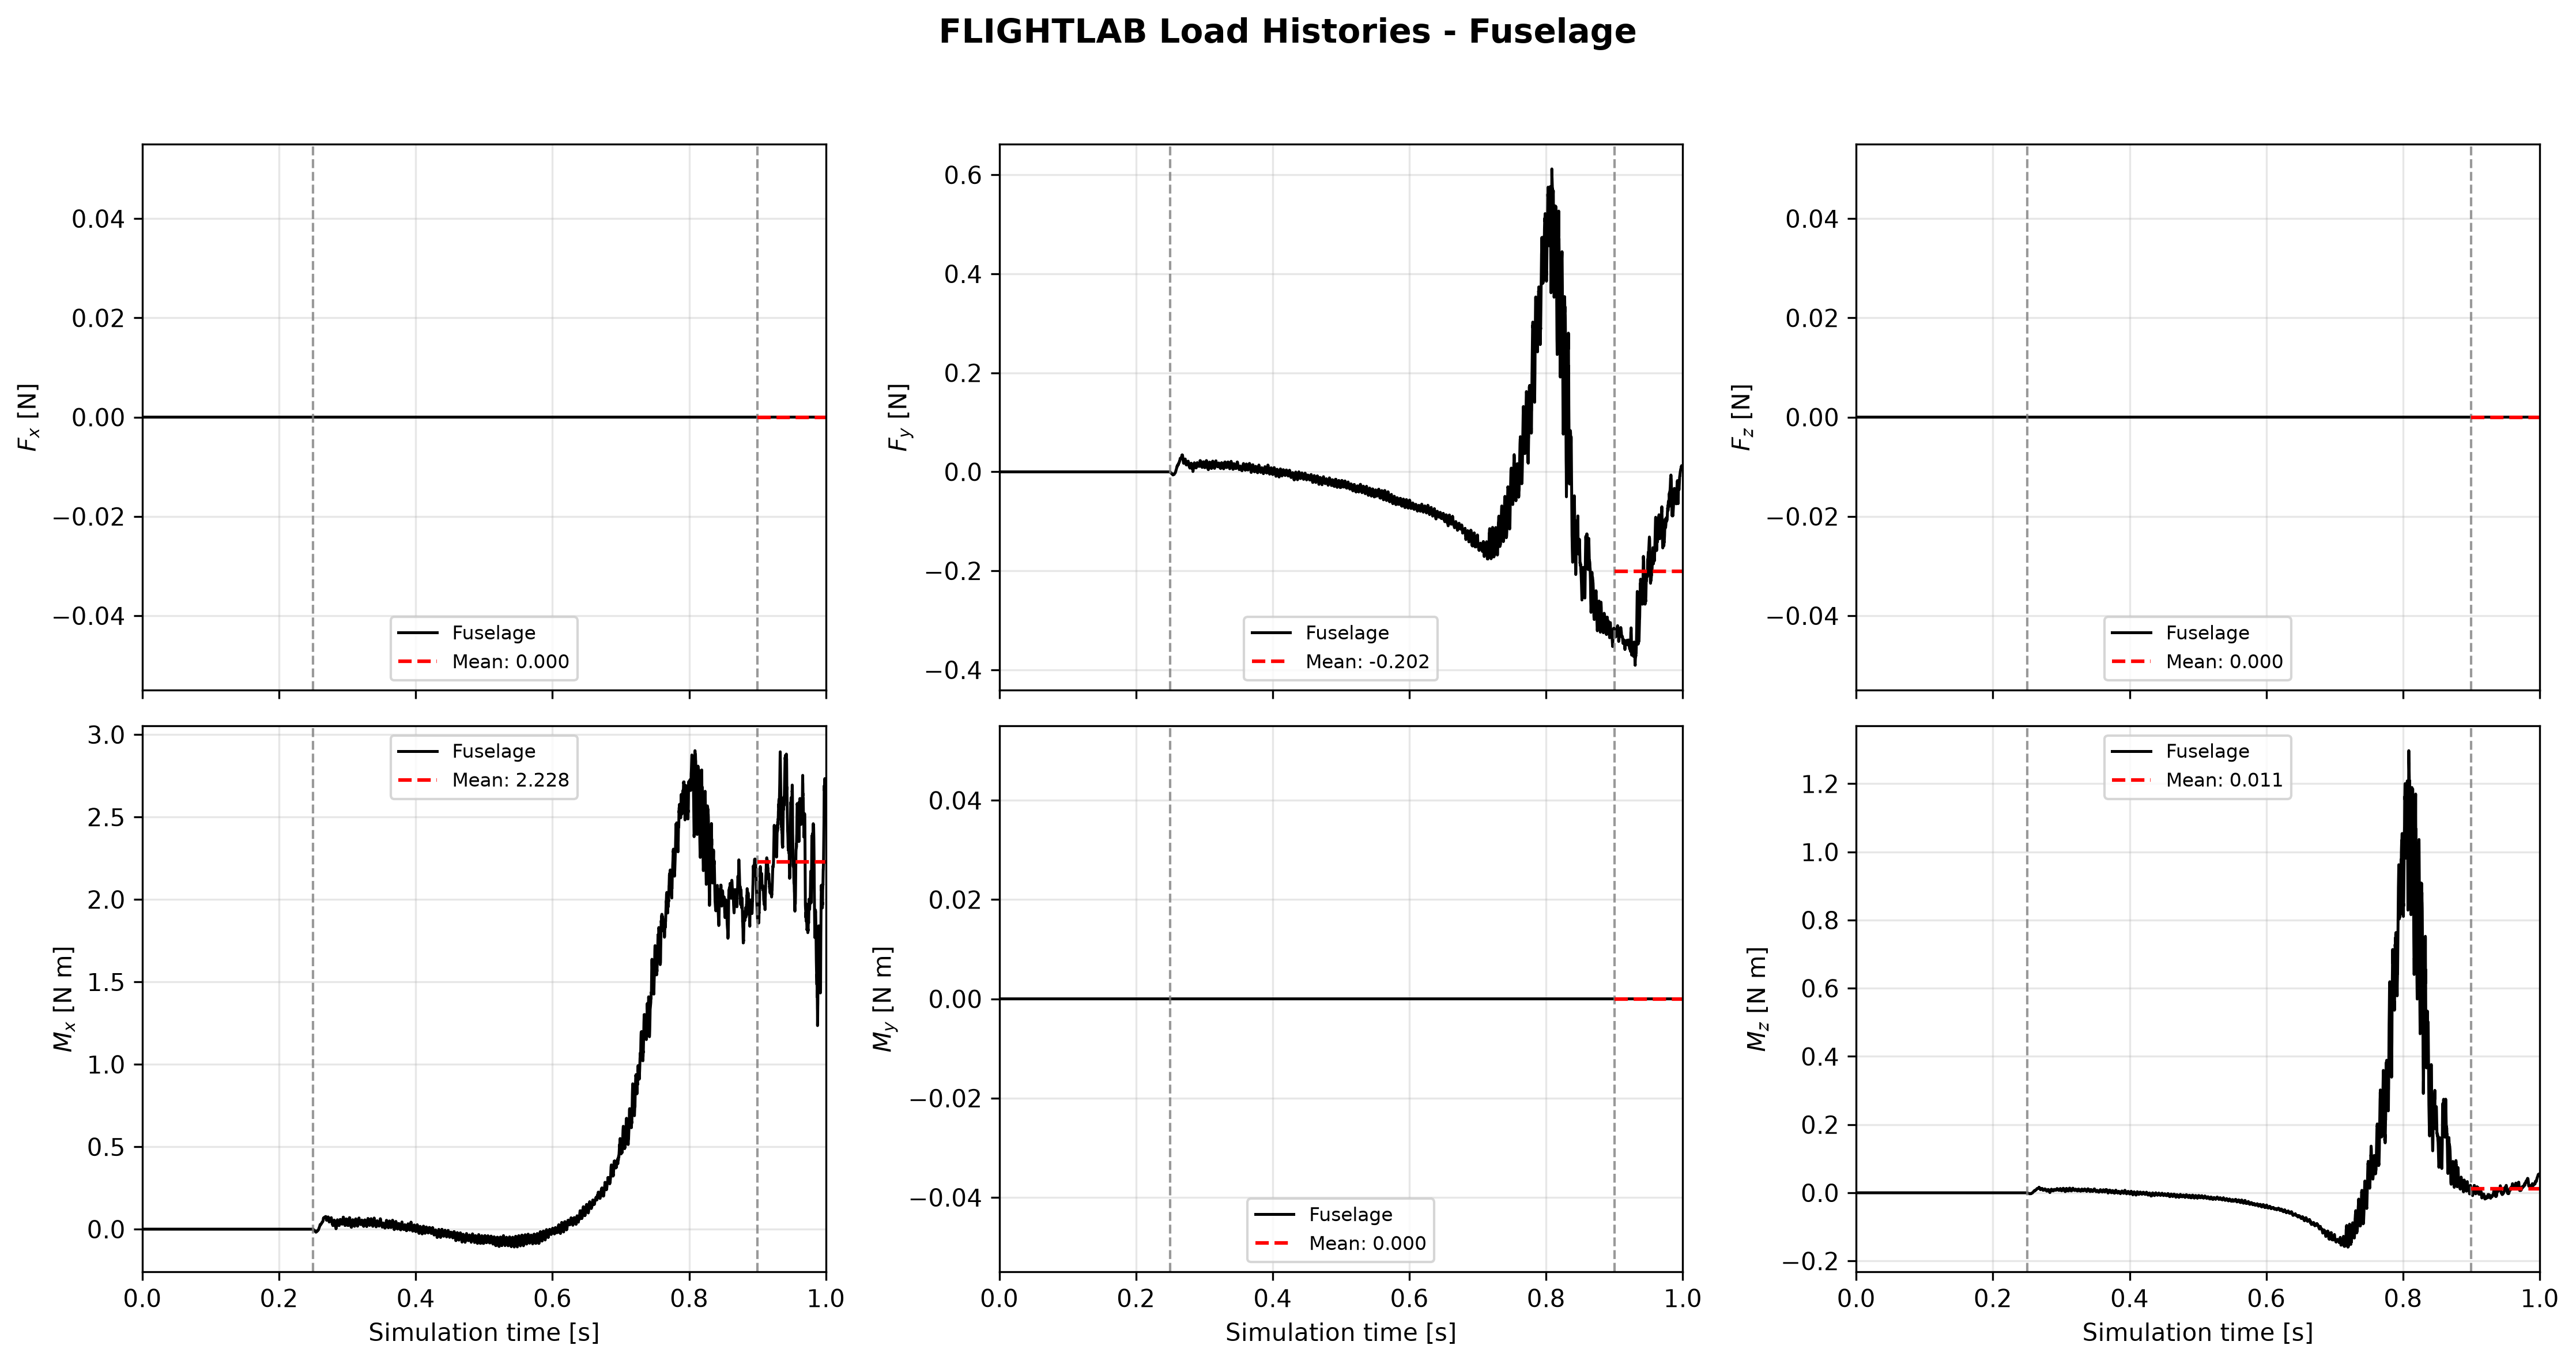 FLIGHTLAB Load Histories - Fuselage
F_x [N]
0.04
0.02
0.00
−0.02
−0.04
Fuselage
Mean: 0.000
F_y [N]
0.6
0.4
0.2
0.0
−0.2
−0.4
Fuselage
Mean: -0.202
F_z [N]
0.04
0.02
0.00
−0.02
−0.04
Fuselage
Mean: 0.000
M_x [N m]
3.0
2.5
2.0
1.5
1.0
0.5
0.0
Fuselage
Mean: 2.228
0.0 0.2 0.4 0.6 0.8 1.0
Simulation time [s]
M_y [N m]
0.04
0.02
0.00
−0.02
−0.04
Fuselage
Mean: 0.000
0.0 0.2 0.4 0.6 0.8 1.0
Simulation time [s]
M_z [N m]
1.2
1.0
0.8
0.6
0.4
0.2
0.0
−0.2
Fuselage
Mean: 0.011
0.0 0.2 0.4 0.6 0.8 1.0
Simulation time [s]